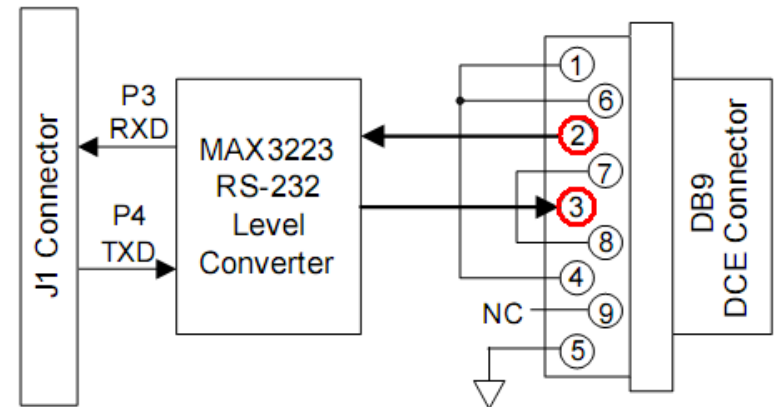 J1 Connector
P3
RXD
P4
TXD
MAX3223
RS-232
Level
Converter
1
6
2
7
3
8
4
NC
9
5
DB9
DCE Connector